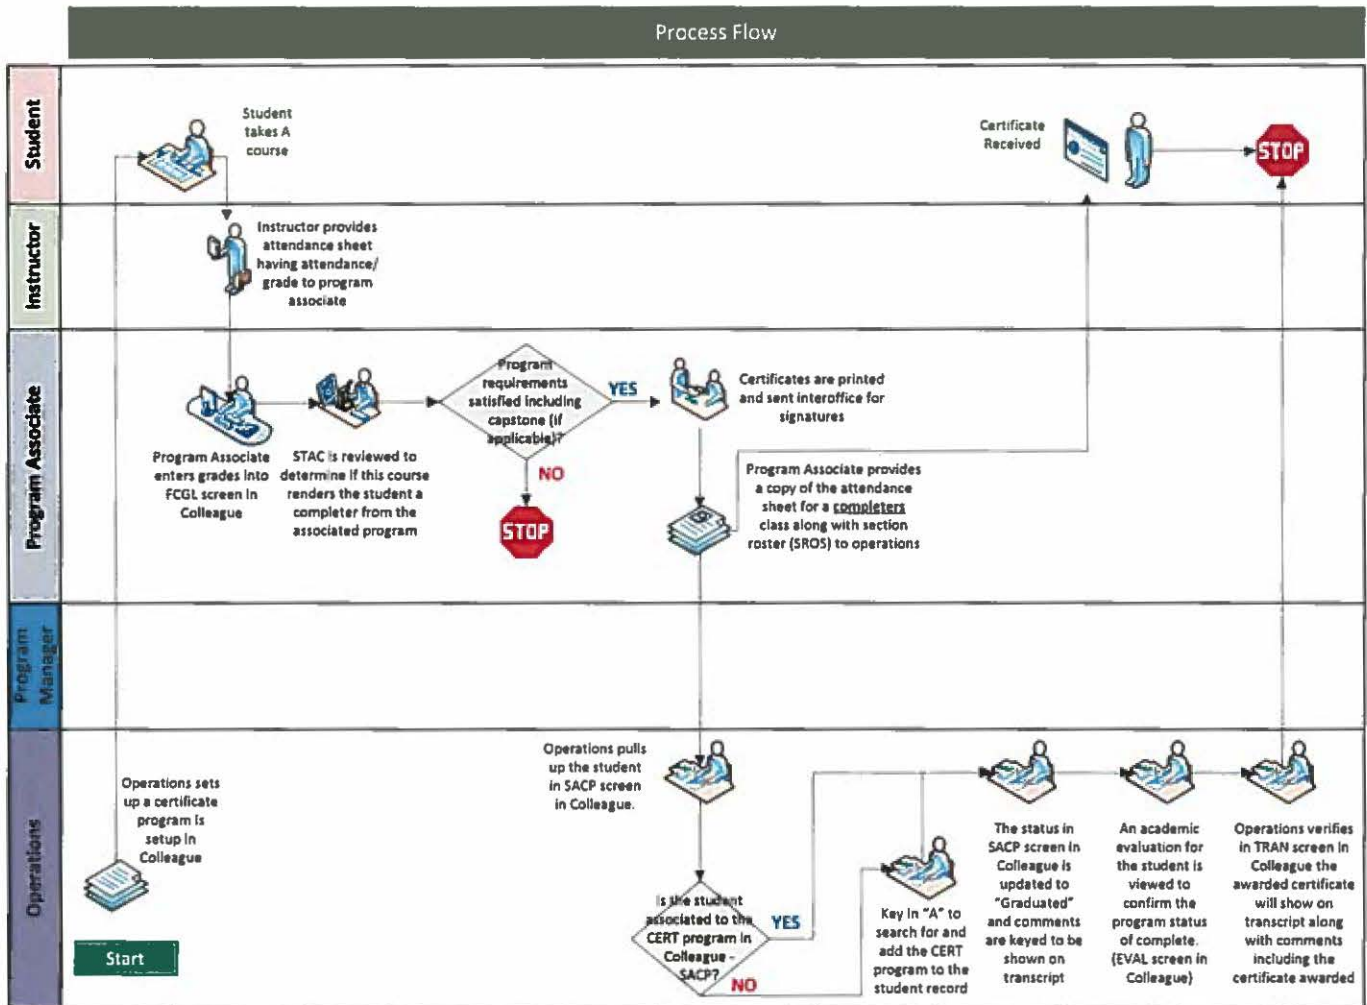 Process Flow
Student
Student
takes A
course
Certificate
Received
STOP
Instructor
Instructor provides
attendance sheet
having attendance/
grade to program
associate
Program Associate
Program Associate
enters grades into
FCGL screen in
Colleague
STAC is reviewed to
determine if this course
renders the student a
completer from the
associated program
Program
requirements
satisfied including
capstone (if
applicable)?
YES
NO
STOP
Certificates are printed
and sent interoffice for
signatures
Program Associate provides
a copy of the attendance
sheet for a completers
class along with section
roster (SROS) to operations
Program
Manager
Operations
Operations sets
up a certificate
program is
setup in
Colleague
Start
Operations pulls
up the student
in SACP screen
in Colleague.
Is the student
associated to the
CERT program in
Colleague -
SACP?
YES
NO
Key in "A" to
search for and
add the CERT
program to the
student record
The status in
SACP screen in
Colleague is
updated to
"Graduated"
and comments
are keyed to be
shown on
transcript
An academic
evaluation for
the student is
viewed to
confirm the
program status
of complete.
(EVAL screen in
Colleague)
Operations verifies
in TRAN screen in
Colleague the
awarded certificate
will show on
transcript along
with comments
including the
certificate awarded